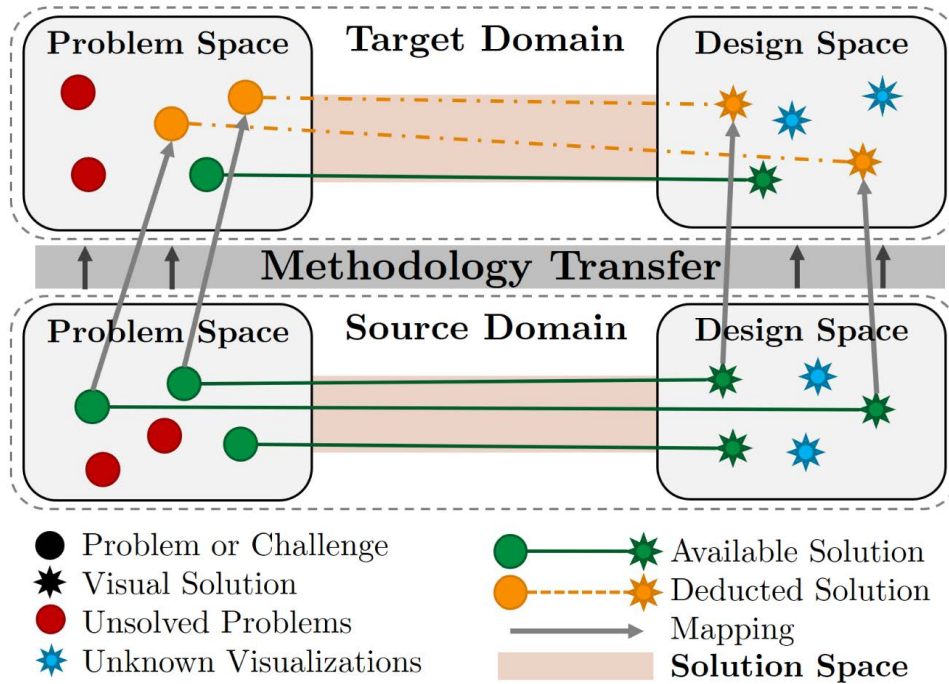 Problem Space
Target Domain
Design Space
Methodology Transfer
Problem Space
Source Domain
Design Space
Problem or Challenge
Visual Solution
Unsolved Problems
Unknown Visualizations
Available Solution
Deducted Solution
Mapping
Solution Space